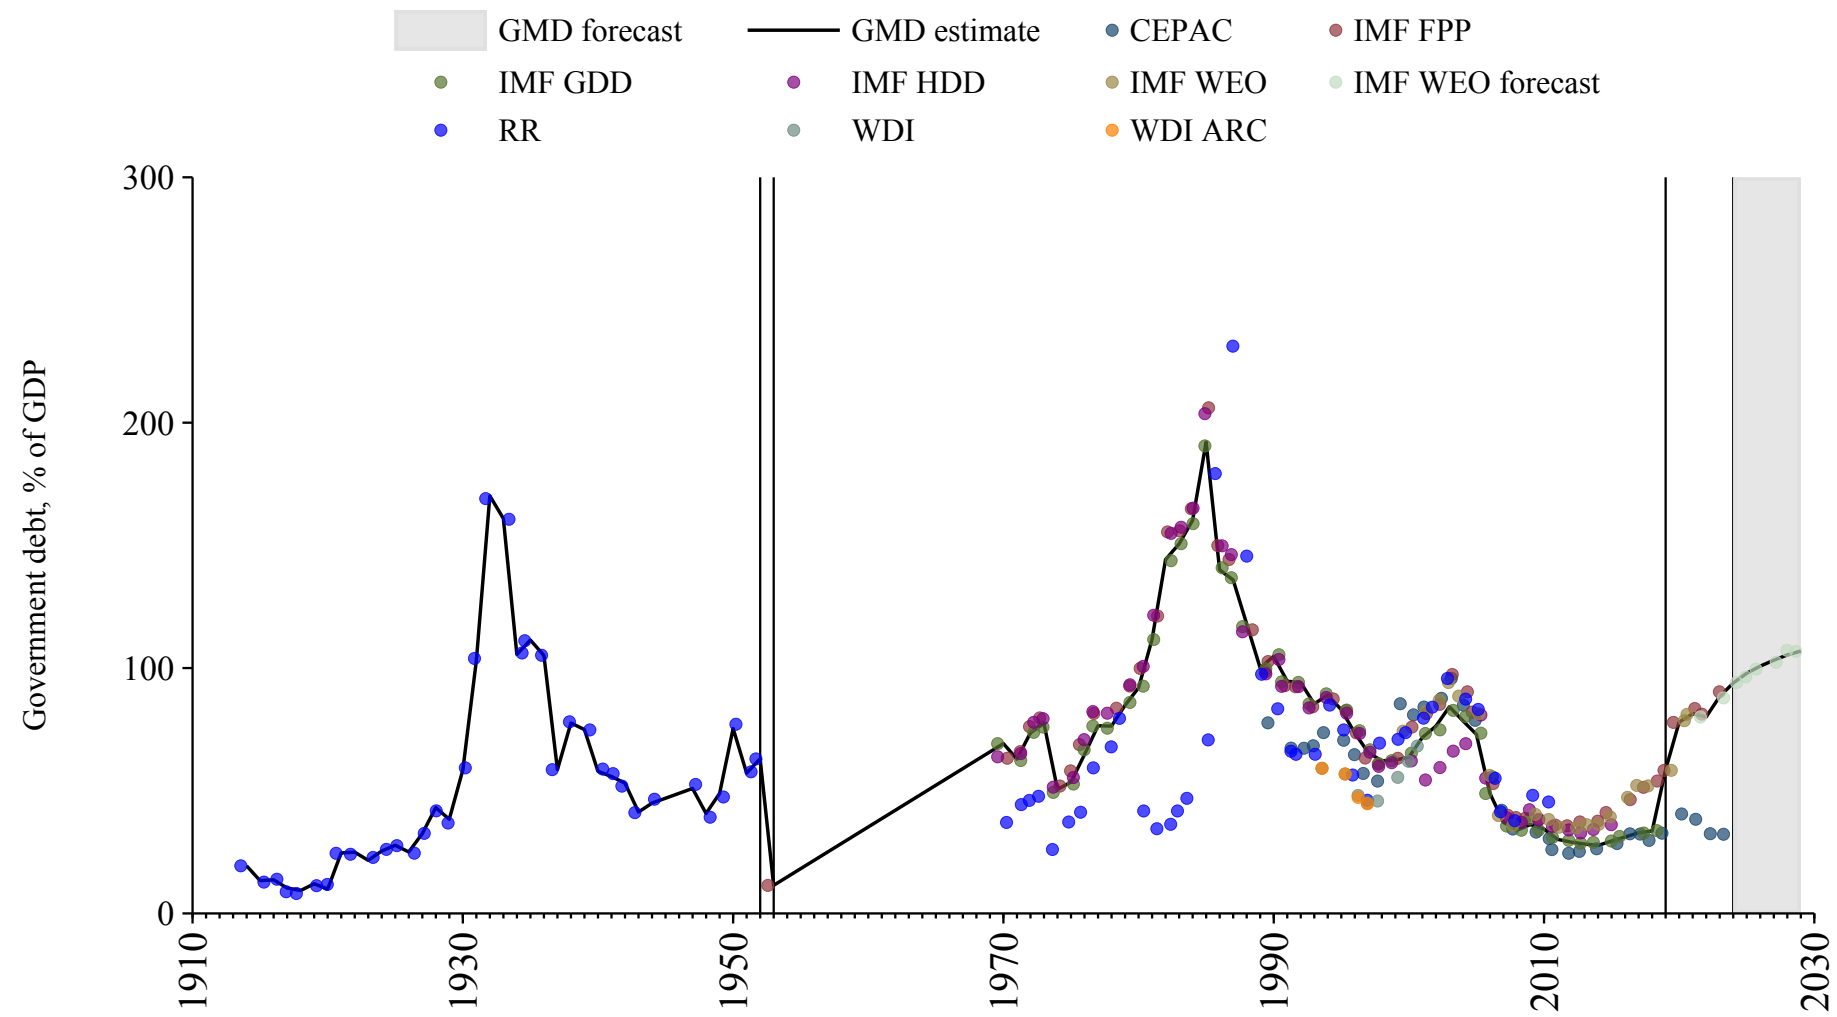 GMD forecast GMD estimate CEPAC IMF FPP
IMF GDD IMF HDD IMF WEO IMF WEO forecast
RR WDI WDI ARC
Government debt, % of GDP
300
200
100
0
1910 1930 1950 1970 1990 2010 2030